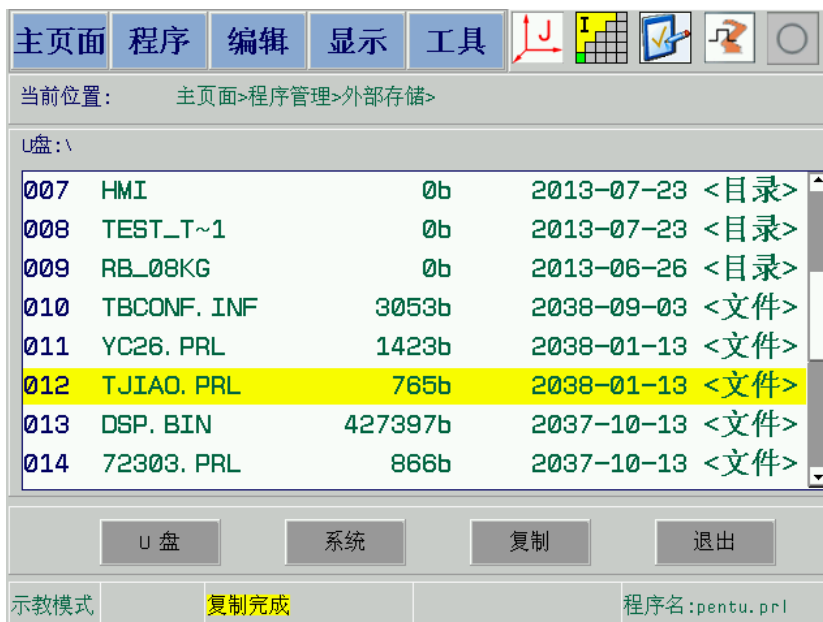 主页面 程序 编辑 显示 工具 J I
当前位置: 主页面>程序管理>外部存储>
U盘:\
007 HMI 0b 2013-07-23 <目录>
008 TEST_T~1 0b 2013-07-23 <目录>
009 RB_08KG 0b 2013-06-26 <目录>
010 TBCONF.INF 3053b 2038-09-03 <文件>
011 YC26.PRL 1423b 2038-01-13 <文件>
012 TJIAO.PRL 765b 2038-01-13 <文件>
013 DSP.BIN 427397b 2037-10-13 <文件>
014 72303.PRL 866b 2037-10-13 <文件>
U 盘 系统 复制 退出
示教模式 复制完成 程序名:pentu.prl